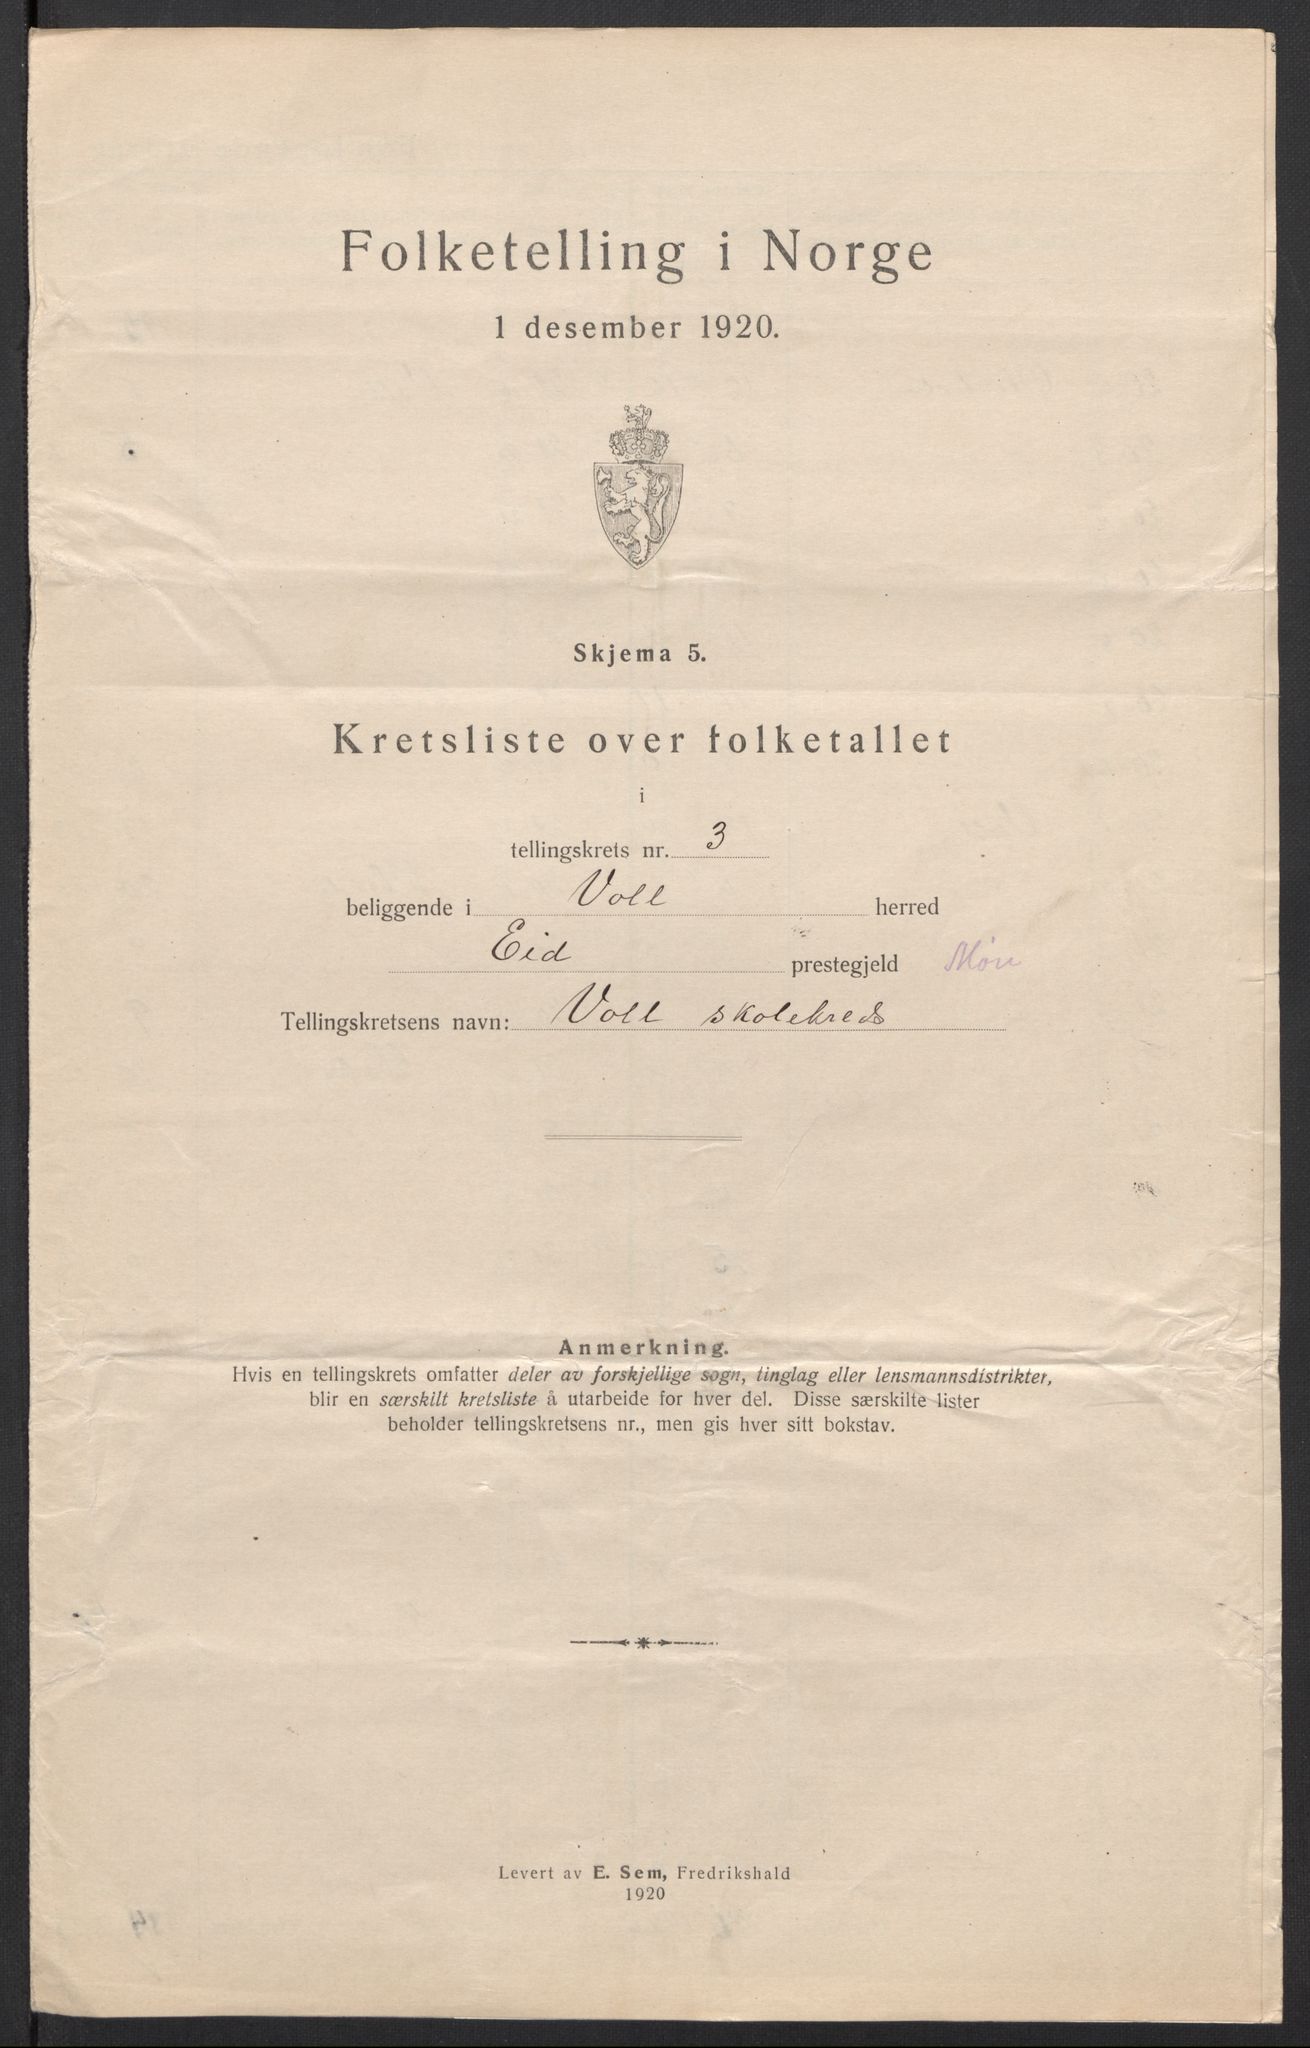 Folketelling i Norge
1 desember 1920.
Skjema 5.
Kretsliste over folketallet
i
tellingskrets nr. 3
beliggende i Voll herred
Eid prestegjeld Møre
Tellingskretsens navn: Voll skolekreds
Anmerkning.
Hvis en tellingskrets omfatter deler av forskjellige sogn, tinglag eller lensmannsdistrikter,
blir en særskilt kretsliste å utarbeide for hver del. Disse særskilte lister
beholder tellingskretsens nr., men gis hver sitt bokstav.
Levert av E. Sem, Fredrikshald
1920